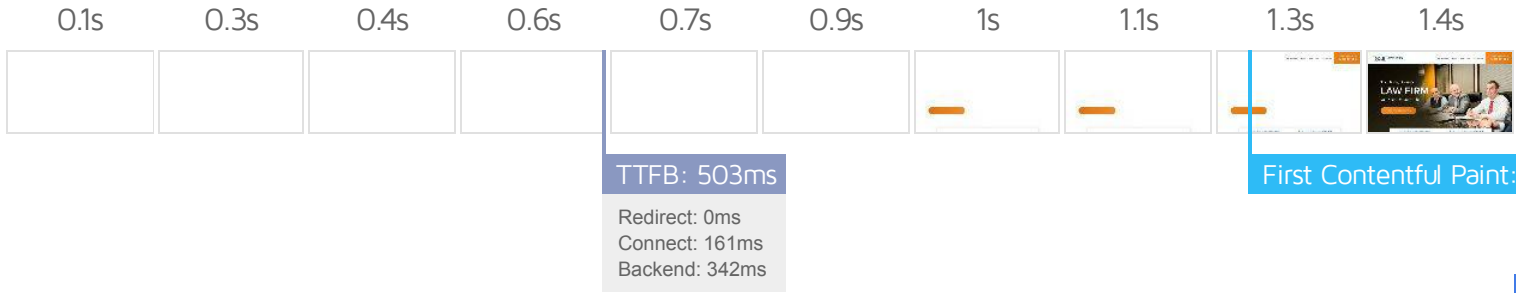 0.1s 0.3s 0.4s 0.6s 0.7s 0.9s 1s 1.1s 1.3s 1.4s
LAW FIRM
TTFB: 503ms
First Contentful Paint:
Redirect: 0ms
Connect: 161ms
Backend: 342ms